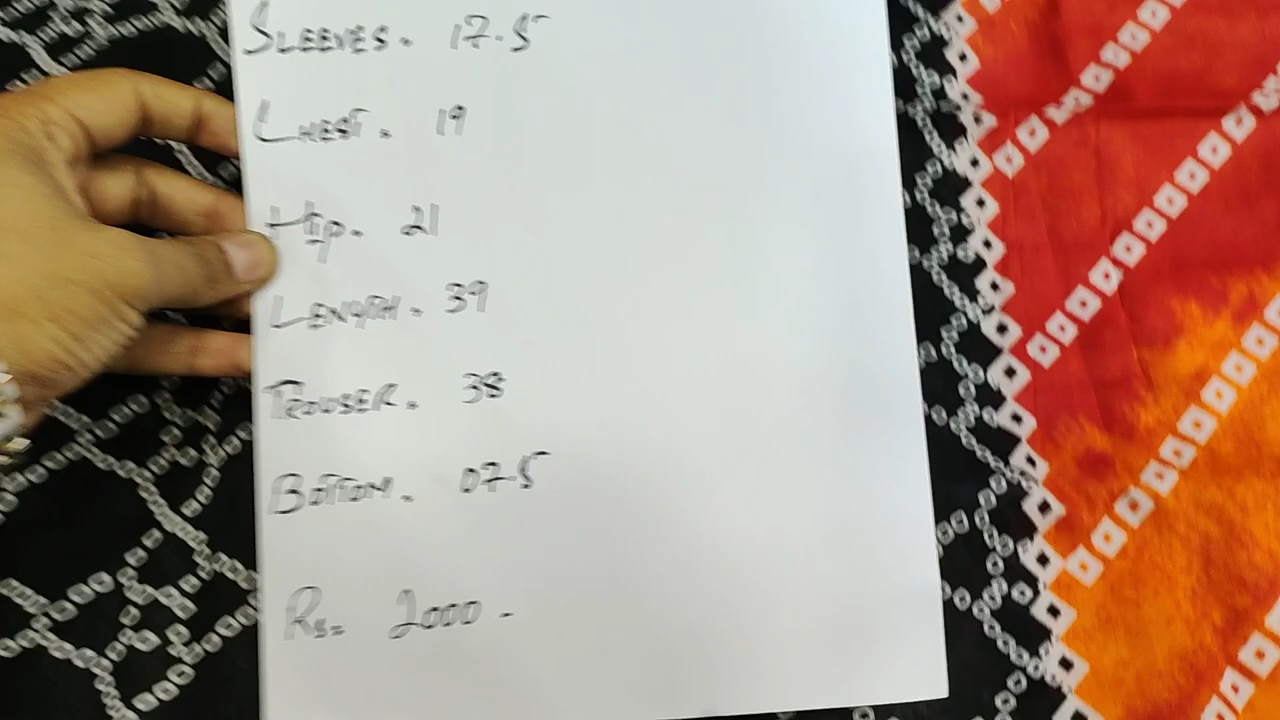 SLEEVES. 17.5
CHEST. 19
Hip. 21
LENGTH. 39
TROUSER. 38
BOTTOM. 07.5
Rs= 2000-